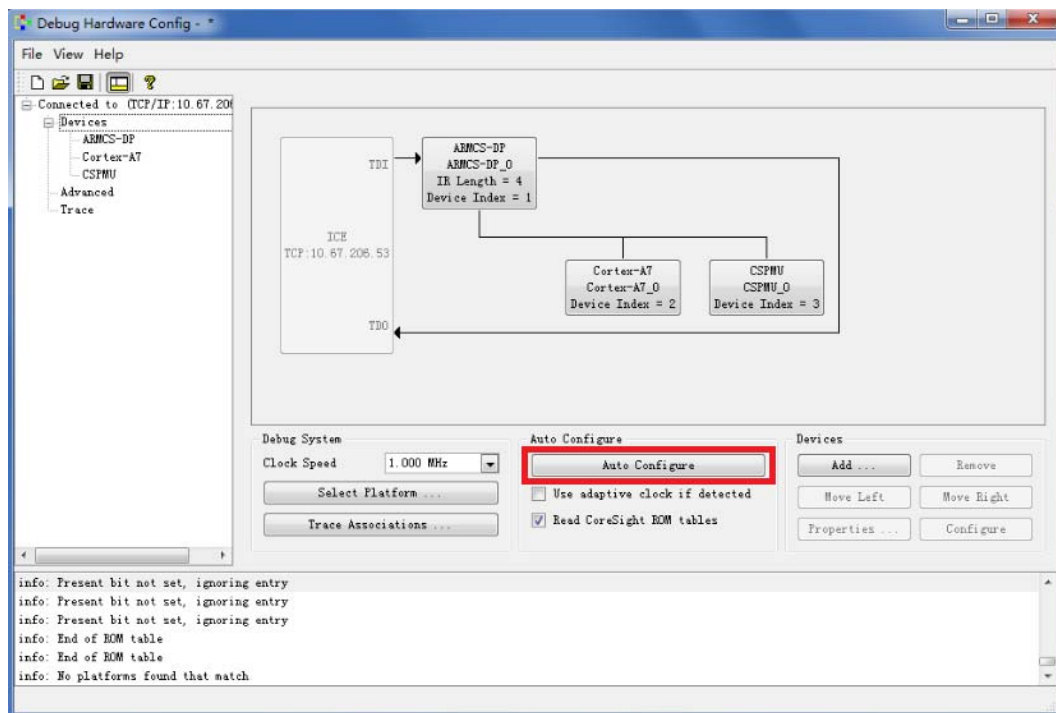 Debug Hardware Config - *
File View Help
Connected to (TCP/IP:10.67.20
Devices
ARMCS-DP
Cortex-A7
CSPMU
Advanced
Trace
TDI
ICE
TCP:10.67.206.53
TDO
ARMCS-DP
ARMCS-DP_0
IR Length = 4
Device Index = 1
Cortex-A7
Cortex-A7_0
Device Index = 2
CSPMU
CSPMU_0
Device Index = 3
Debug System
Clock Speed 1.000 MHz
Select Platform ...
Trace Associations ...
Auto Configure
Auto Configure
Use adaptive clock if detected
Read CoreSight ROM tables
Devices
Add ... Remove
Move Left Move Right
Properties ... Configure
info: Present bit not set, ignoring entry
info: Present bit not set, ignoring entry
info: Present bit not set, ignoring entry
info: End of ROM table
info: End of ROM table
info: No platforms found that match